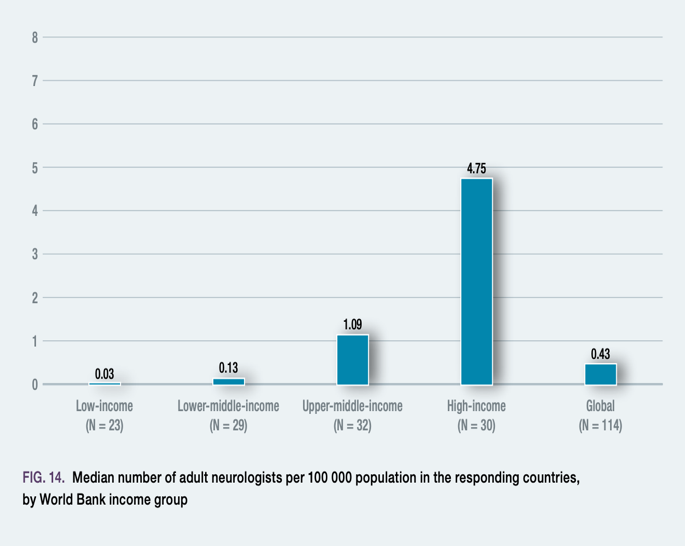 8
7
6
5
4
3
2
1
0
4.75
1.09
0.43
0.13
0.03
Low-income
(N = 23)
Lower-middle-income
(N = 29)
Upper-middle-income
(N = 32)
High-income
(N = 30)
Global
(N = 114)
FIG. 14. Median number of adult neurologists per 100 000 population in the responding countries,
by World Bank income group